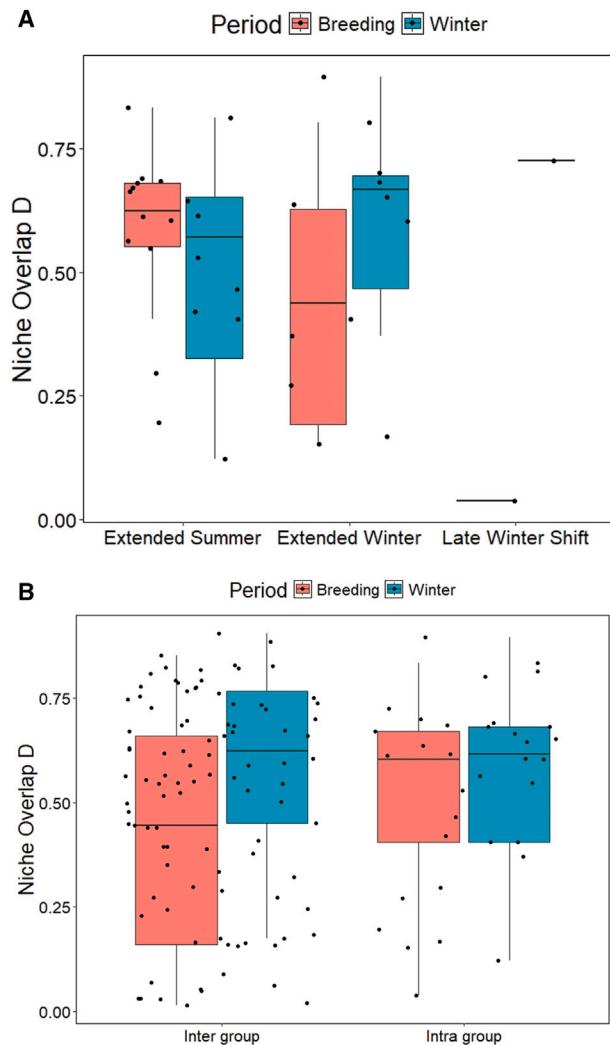 A
Period Breeding Winter
Niche Overlap D
0.75
0.50
0.25
0.00
Extended Summer Extended Winter Late Winter Shift
B
Period Breeding Winter
Niche Overlap D
0.75
0.50
0.25
0.00
Inter group Intra group